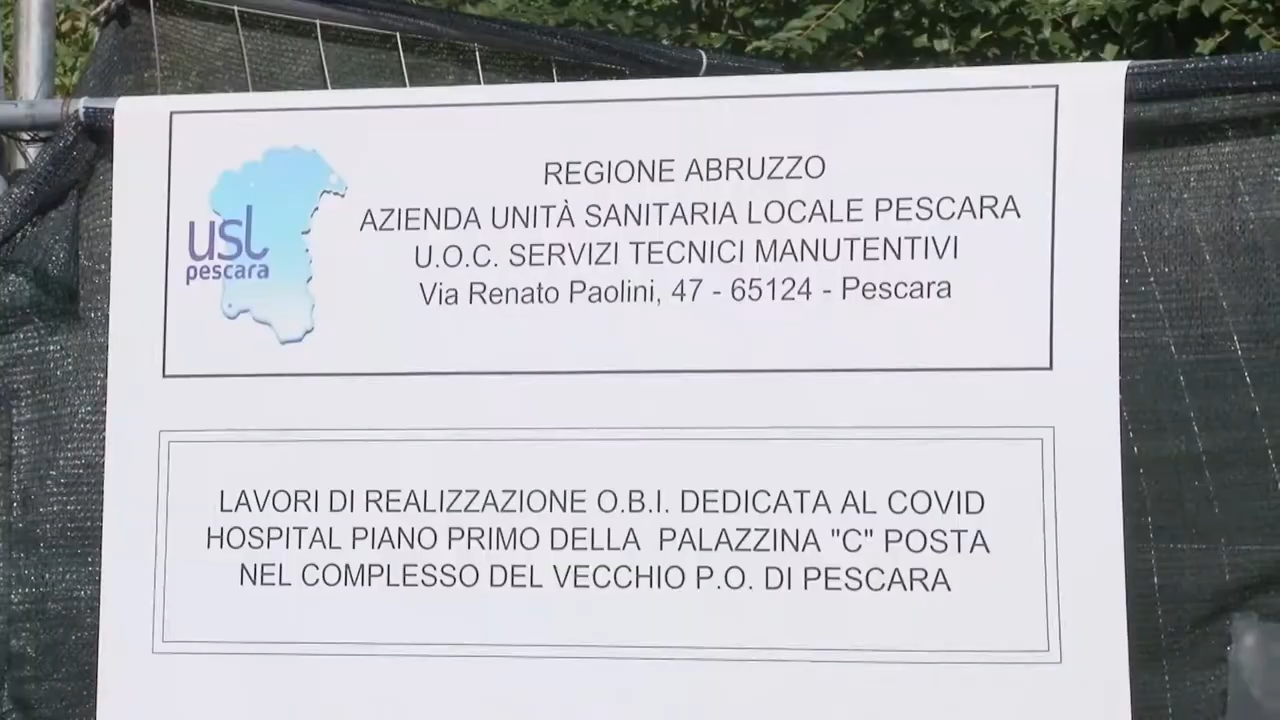 usl
pescara
REGIONE ABRUZZO
AZIENDA UNITÀ SANITARIA LOCALE PESCARA
U.O.C. SERVIZI TECNICI MANUTENTIVI
Via Renato Paolini, 47 - 65124 - Pescara
LAVORI DI REALIZZAZIONE O.B.I. DEDICATA AL COVID
HOSPITAL PIANO PRIMO DELLA PALAZZINA "C" POSTA
NEL COMPLESSO DEL VECCHIO P.O. DI PESCARA